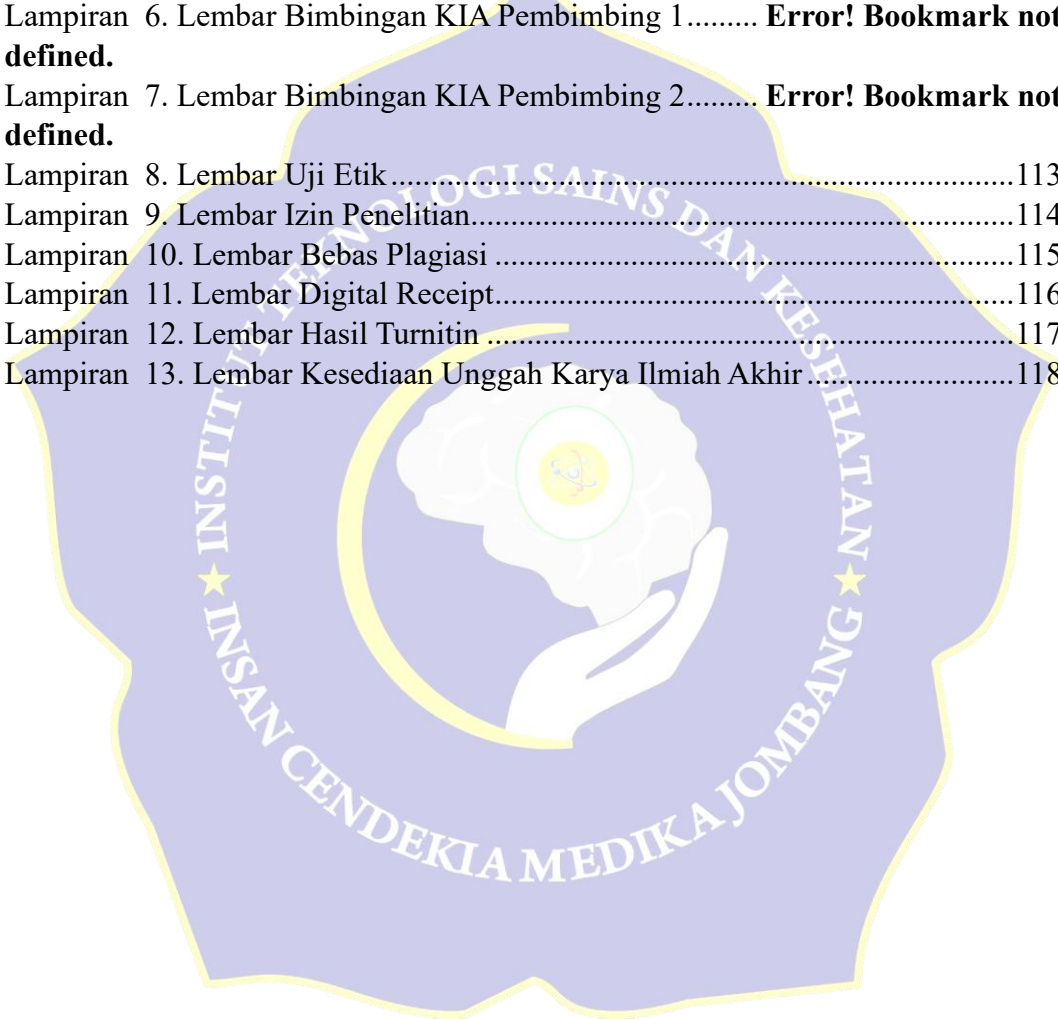 Lampiran 6. Lembar Bimbingan KIA Pembimbing 1......... Error! Bookmark not
defined.
Lampiran 7. Lembar Bimbingan KIA Pembimbing 2......... Error! Bookmark not
defined.
Lampiran 8. Lembar Uji Etik ..............................................................................113
Lampiran 9. Lembar Izin Penelitian....................................................................114
Lampiran 10. Lembar Bebas Plagiasi .................................................................115
Lampiran 11. Lembar Digital Receipt.................................................................116
Lampiran 12. Lembar Hasil Turnitin ..................................................................117
Lampiran 13. Lembar Kesediaan Unggah Karya Ilmiah Akhir..........................118
INSTITUT TEKNOLOGI SAINS DAN KESEHATAN
INSAN CENDEKIA MEDIKA JOMBANG